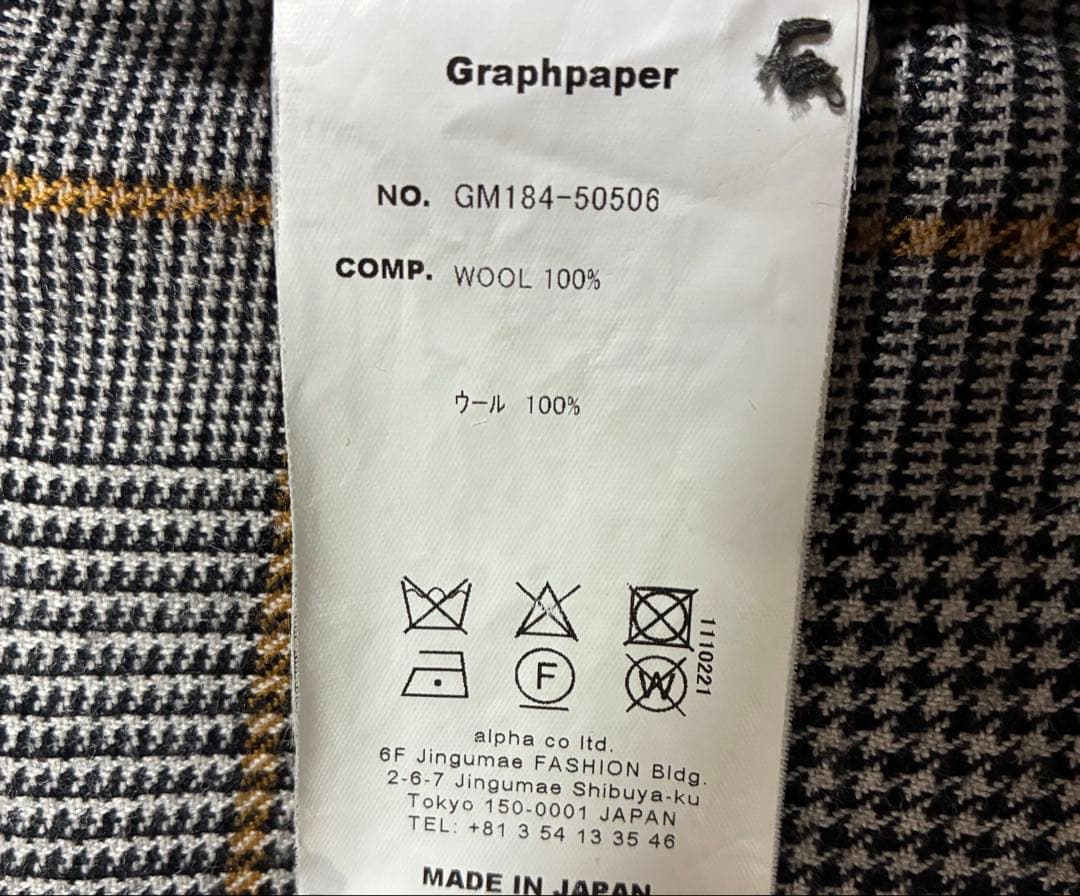 Graphpaper
NO. GM184-50506
COMP. WOOL 100%
ウール 100%
1110221
F
W
alpha co ltd.
6F Jingumae FASHION Bldg.
2-6-7 Jingumae Shibuya-ku
Tokyo 150-0001 JAPAN
TEL: +81 3 54 13 35 46
MADE IN JAPAN